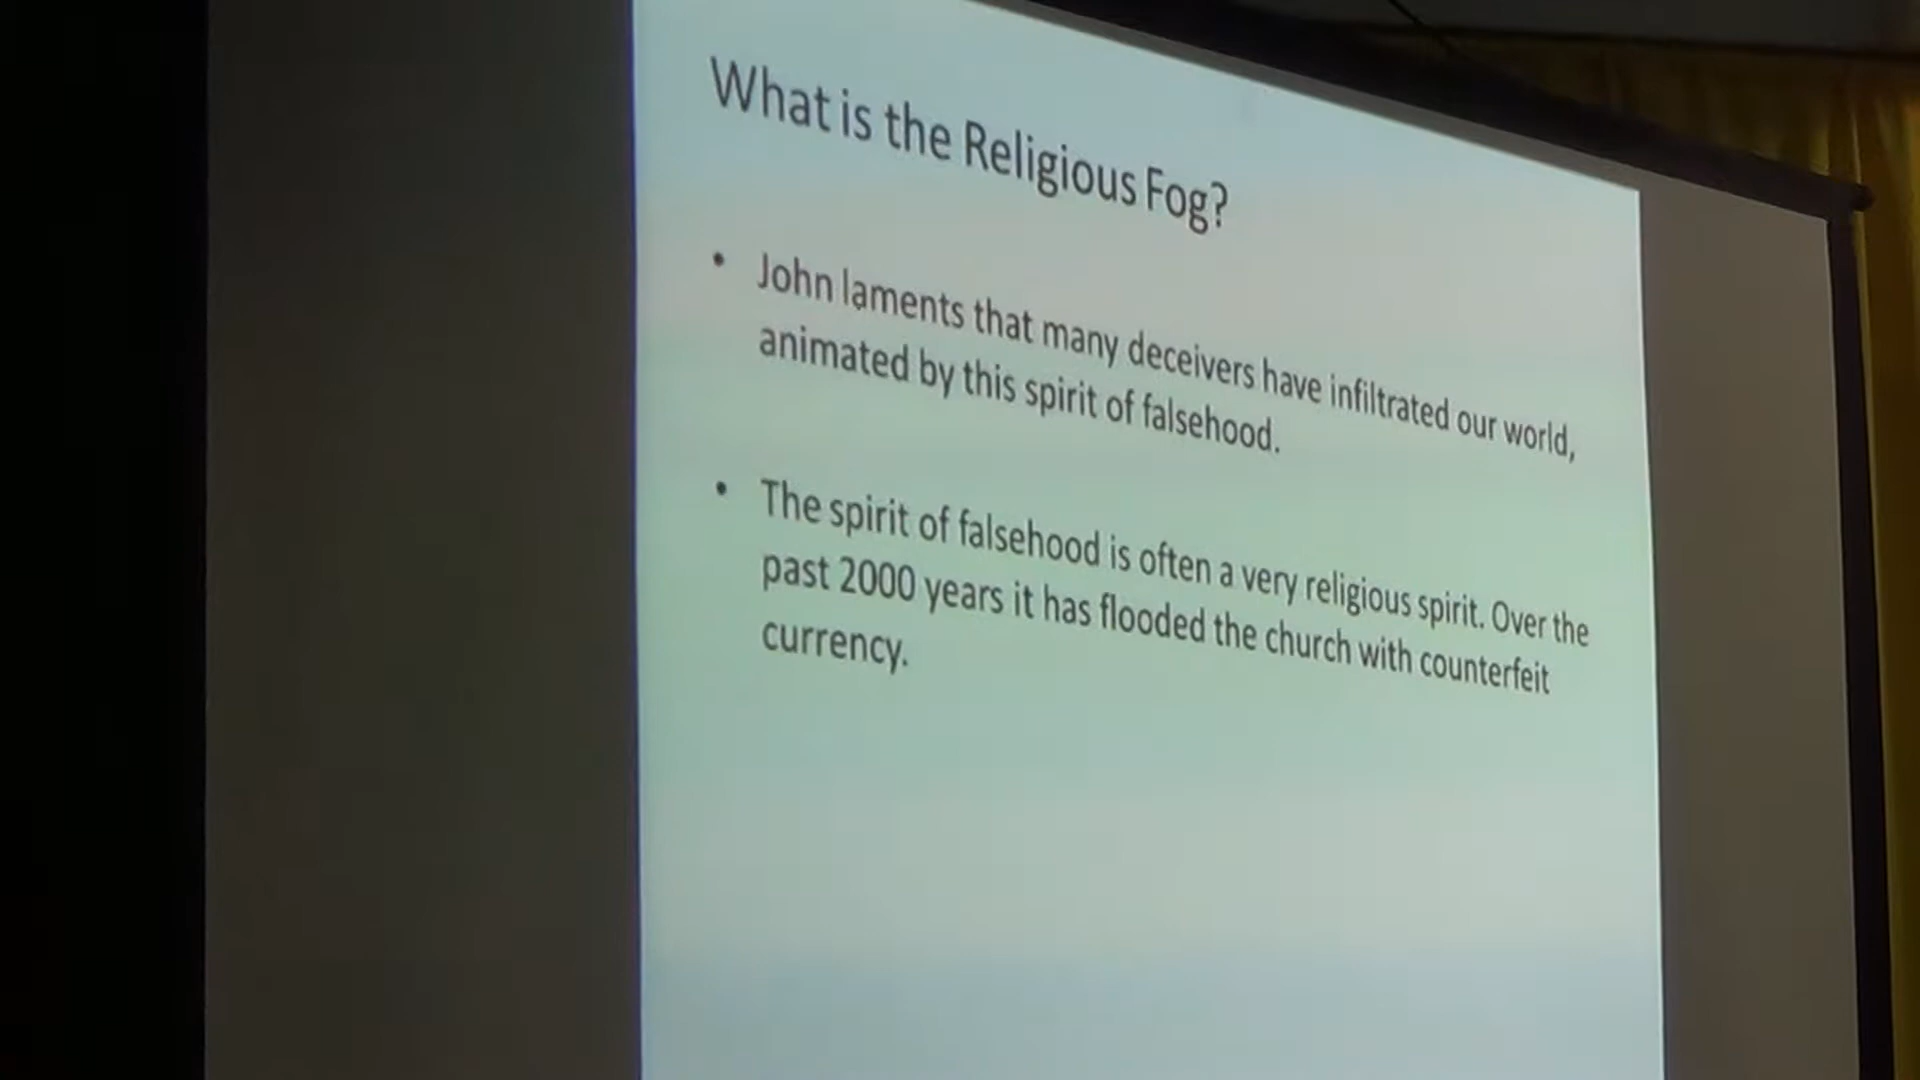 What is the Religious Fog?
• John laments that many deceivers have infiltrated our world,
animated by this spirit of falsehood.
• The spirit of falsehood is often a very religious spirit. Over the
past 2000 years it has flooded the church with counterfeit
currency.